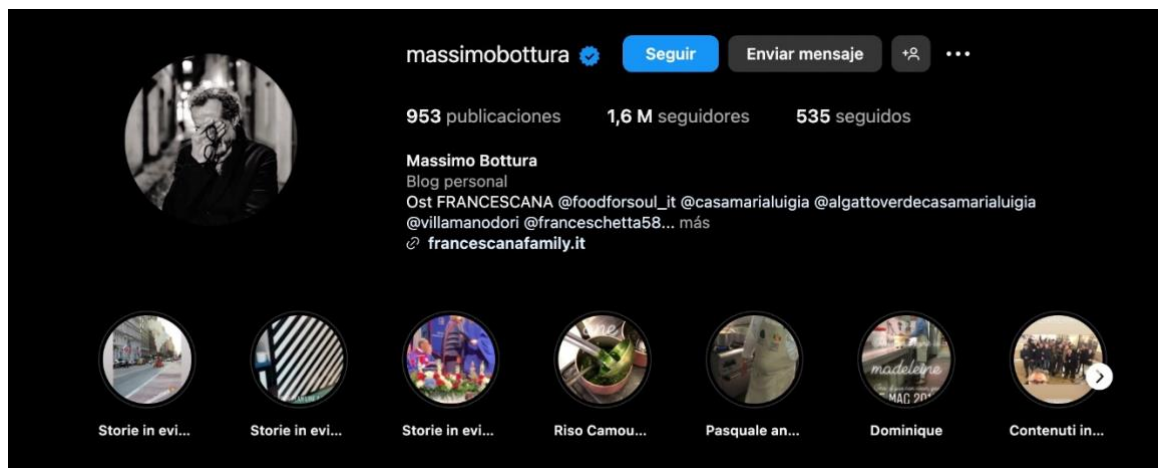 massimobottura Seguir Enviar mensaje
953 publicaciones 1,6 M seguidores 535 seguidos
Massimo Bottura
Blog personal
Ost FRANCESCANA @foodforsoul_it @casamarialuigia @algattoverdecasamarialuigia
@villamanodori @franceschetta58... más
francescanafamily.it
madeleine
Storie in evi... Storie in evi... Storie in evi... Riso Camou... Pasquale an... Dominique Contenuti in...